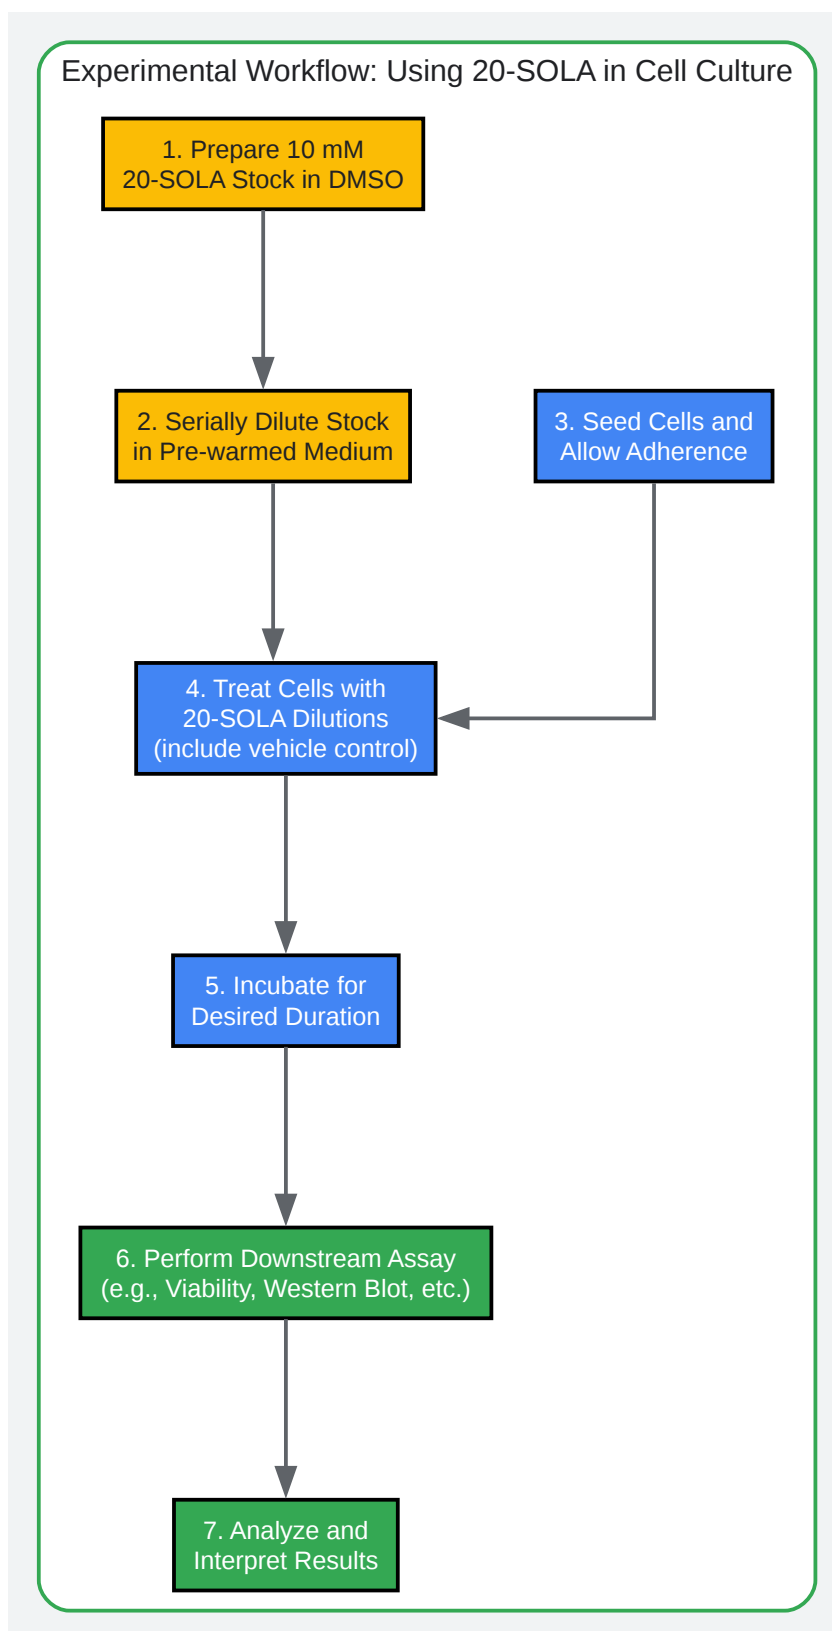 Experimental Workflow: Using 20-SOLA in Cell Culture
1. Prepare 10 mM
20-SOLA Stock in DMSO
2. Serially Dilute Stock
in Pre-warmed Medium
3. Seed Cells and
Allow Adherence
4. Treat Cells with
20-SOLA Dilutions
(include vehicle control)
5. Incubate for
Desired Duration
6. Perform Downstream Assay
(e.g., Viability, Western Blot, etc.)
7. Analyze and
Interpret Results